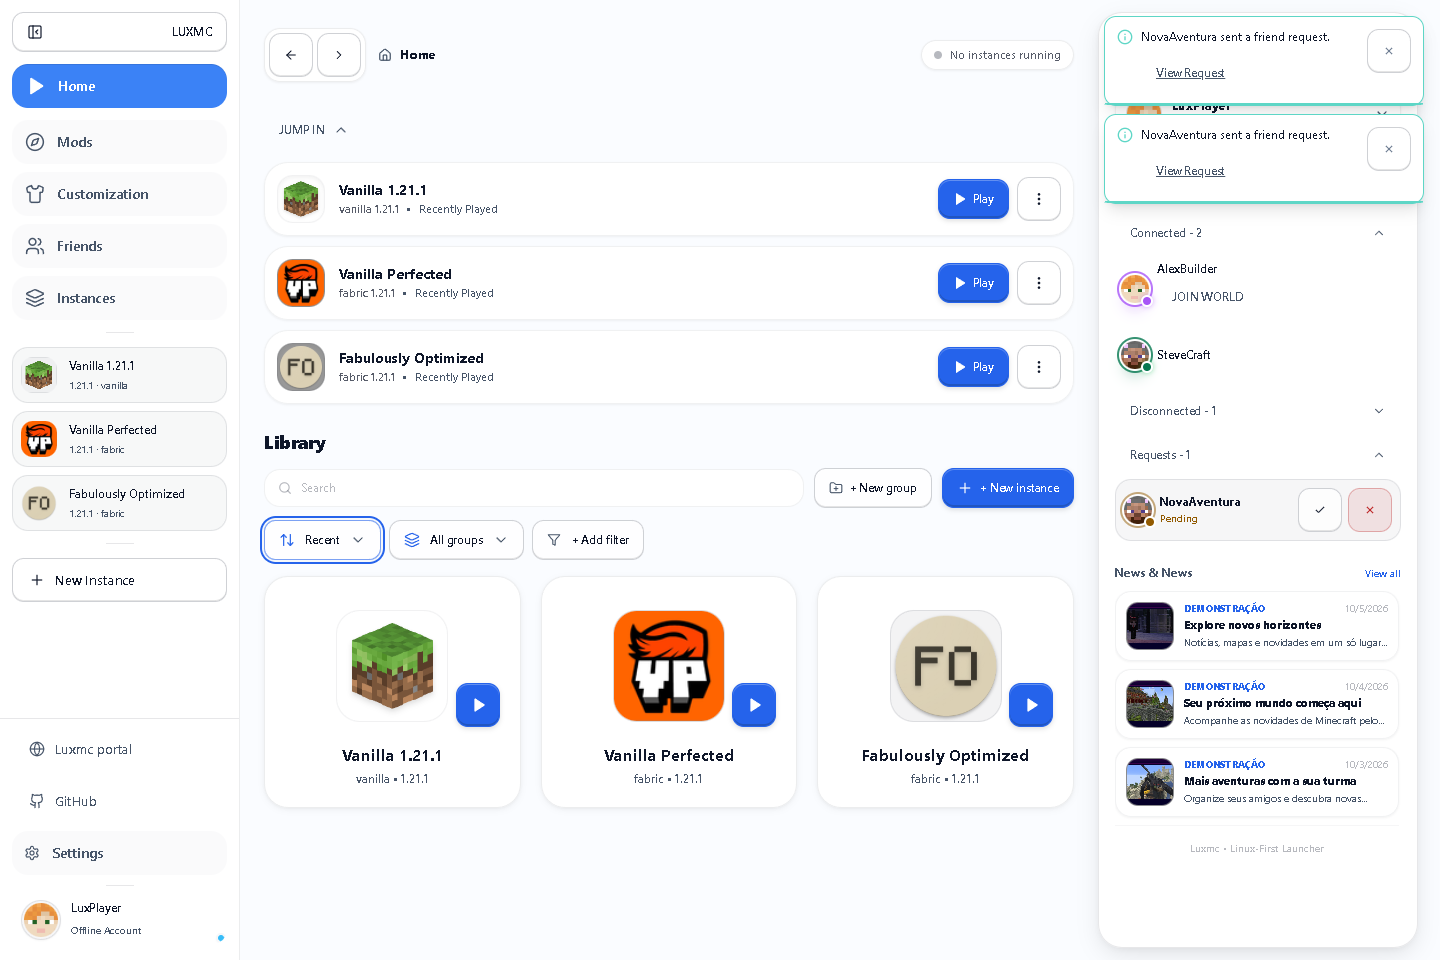 LUXMC
Home
Mods
Customization
Friends
Instances
Vanilla 1.21.1
1.21.1 · vanilla
Vanilla Perfected
1.21.1 · fabric
FO
Fabulously Optimized
1.21.1 · fabric
New Instance
Luxmc portal
GitHub
Settings
LuxPlayer
Offline Account
Home
No instances running
JUMP IN
Vanilla 1.21.1
vanilla 1.21.1 • Recently Played
Play
VP
Vanilla Perfected
fabric 1.21.1 • Recently Played
Play
FO
Fabulously Optimized
fabric 1.21.1 • Recently Played
Play
Library
Search
+ New group
+ New instance
Recent
All groups
+ Add filter
Vanilla 1.21.1
vanilla • 1.21.1
VP
Vanilla Perfected
fabric • 1.21.1
FO
Fabulously Optimized
fabric • 1.21.1
NovaAventura sent a friend request.
View Request
LuxPlayer
NovaAventura sent a friend request.
View Request
Connected - 2
AlexBuilder
JOIN WORLD
SteveCraft
Disconnected - 1
Requests - 1
NovaAventura
Pending
News & News
View all
DEMONSTRAÇÃO
10/5/2026
Explore novos horizontes
Notícias, mapas e novidades em um só lugar...
DEMONSTRAÇÃO
10/4/2026
Seu próximo mundo começa aqui
Acompanhe as novidades de Minecraft pelo...
DEMONSTRAÇÃO
10/3/2026
Mais aventuras com a sua turma
Organize seus amigos e descubra novas...
Luxmc • Linux-First Launcher